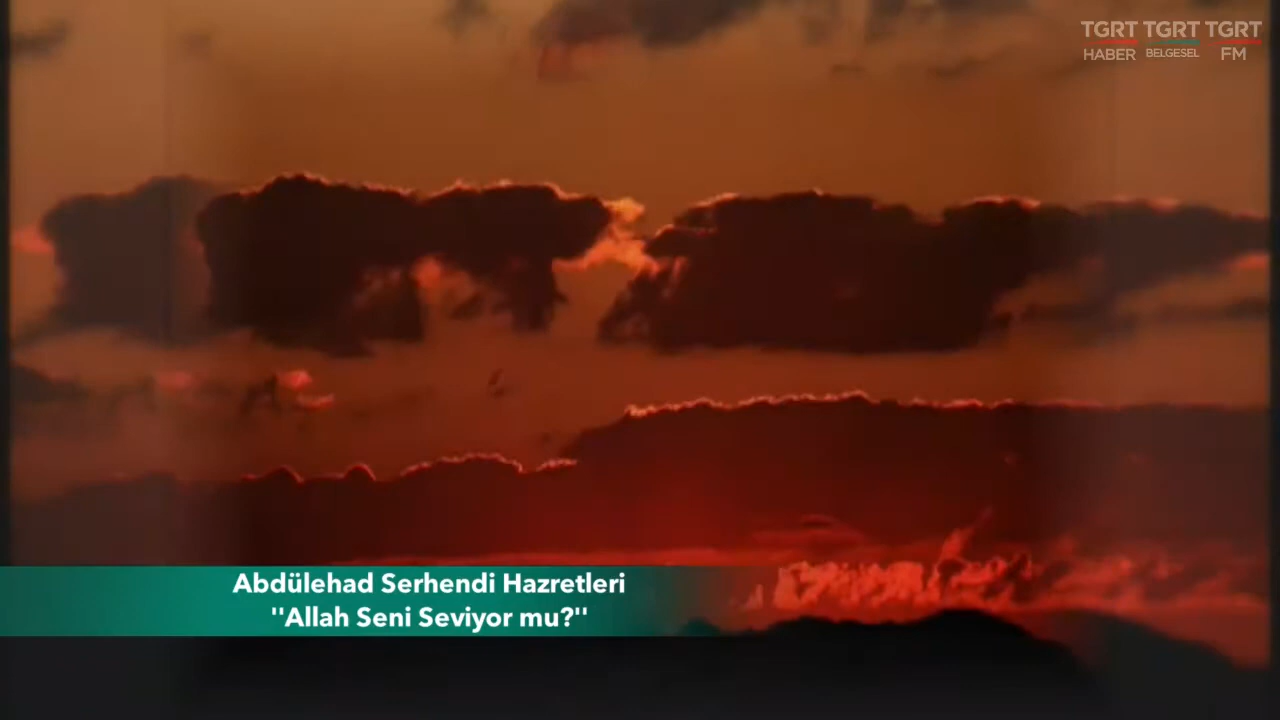 TGRT TGRT TGRT
HABER BELGESEL FM
Abdülehad Serhendi Hazretleri
''Allah Seni Seviyor mu?''